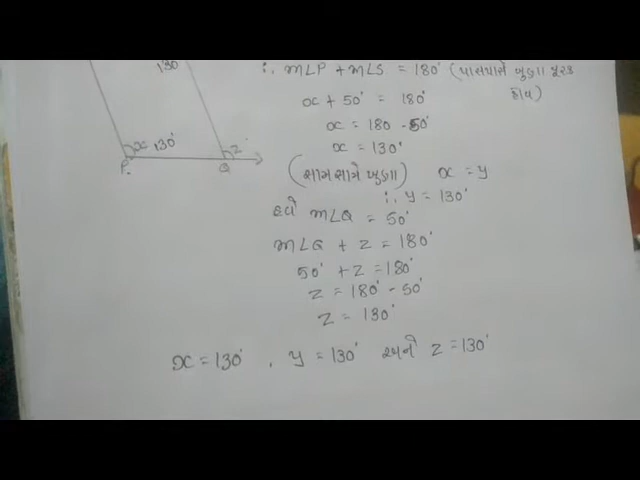 130
∴ m∠P + m∠S = 180° (પાસપાસે ખુણા પૂરક
હોય)
x + 50° = 180°
x = 180 - 50°
x = 130°
(સામસામે ખુણા) x = y
∴ y = 130°
હવે m∠Q = 50°
m∠Q + z = 180°
50° + z = 180°
z = 180° - 50°
z = 130°
x = 130°, y = 130° અને z = 130°
x = 130°
z
P
Q